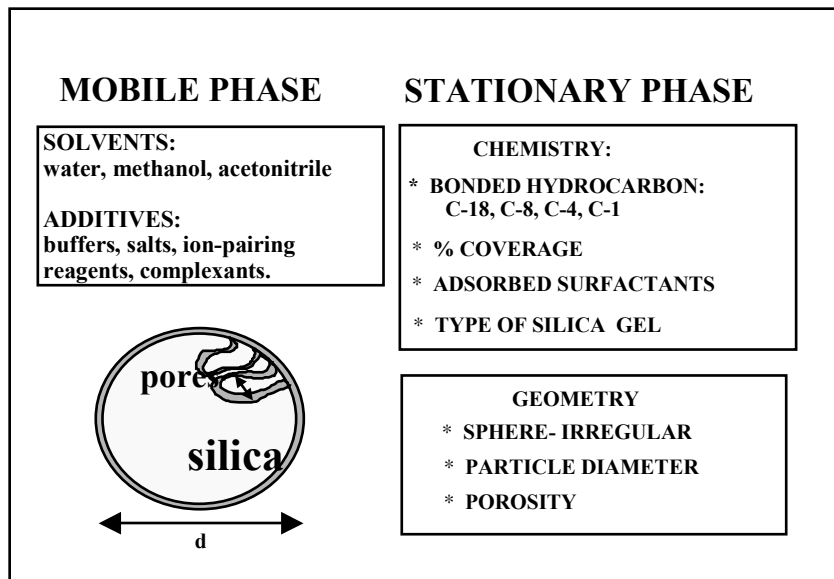 MOBILE PHASE
SOLVENTS:
water, methanol, acetonitrile
ADDITIVES:
buffers, salts, ion-pairing
reagents, complexants.
pores
silica
d
STATIONARY PHASE
CHEMISTRY:
* BONDED HYDROCARBON:
C-18, C-8, C-4, C-1
* % COVERAGE
* ADSORBED SURFACTANTS
* TYPE OF SILICA GEL
GEOMETRY
* SPHERE- IRREGULAR
* PARTICLE DIAMETER
* POROSITY